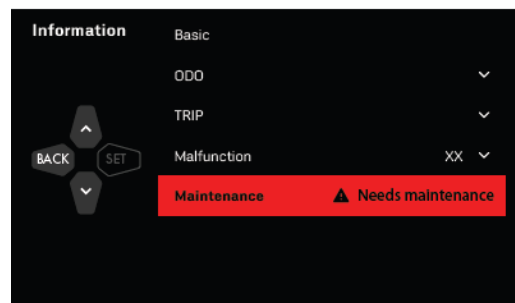 Information
Basic
ODO
TRIP
BACK SET
Malfunction XX
Maintenance Needs maintenance